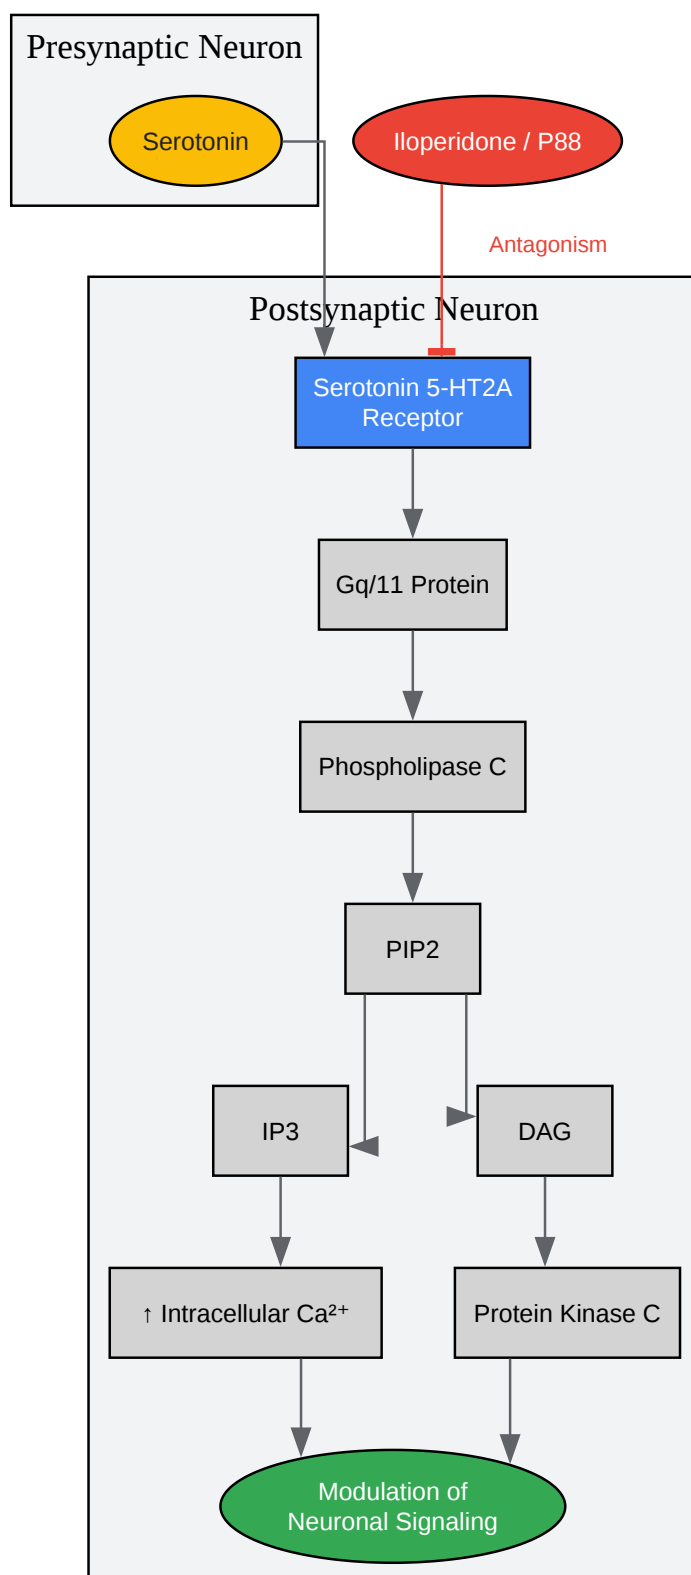 Presynaptic Neuron
Serotonin
Iloperidone / P88
Antagonism
Postsynaptic Neuron
Serotonin 5-HT2A
Receptor
Gq/11 Protein
Phospholipase C
PIP2
IP3
DAG
↑ Intracellular Ca²⁺
Protein Kinase C
Modulation of
Neuronal Signaling